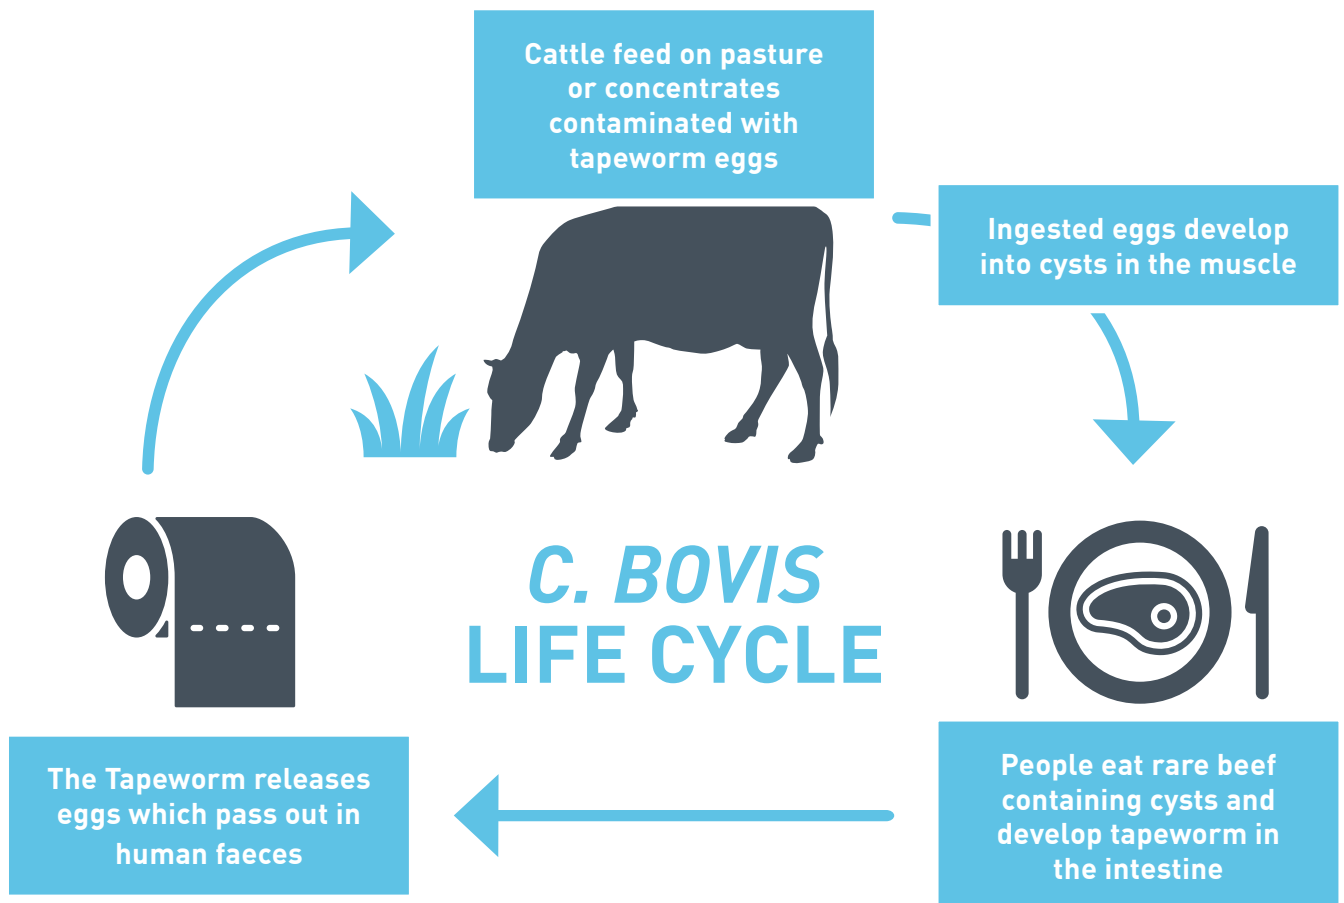 Cattle feed on pasture
or concentrates
contaminated with
tapeworm eggs
Ingested eggs develop
into cysts in the muscle
C. BOVIS
LIFE CYCLE
People eat rare beef
containing cysts and
develop tapeworm in
the intestine
The Tapeworm releases
eggs which pass out in
human faeces